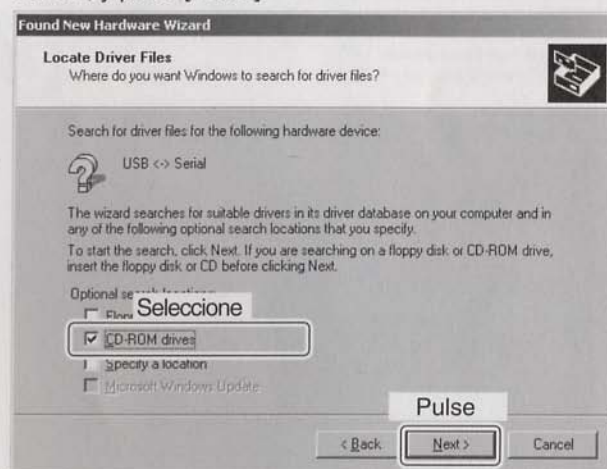 Found New Hardware Wizard
Locate Driver Files
Where do you want Windows to search for driver files?
Search for driver files for the following hardware device:
USB <-> Serial
The wizard searches for suitable drivers in its driver database on your computer and in
any of the following optional search locations that you specify.
To start the search, click Next. If you are searching on a floppy disk or CD-ROM drive,
insert the floppy disk or CD before clicking Next.
Optional
Seleccione
CD-ROM drives
Specify a location
Microsoft Windows Update
Pulse
< Back
Next >
Cancel